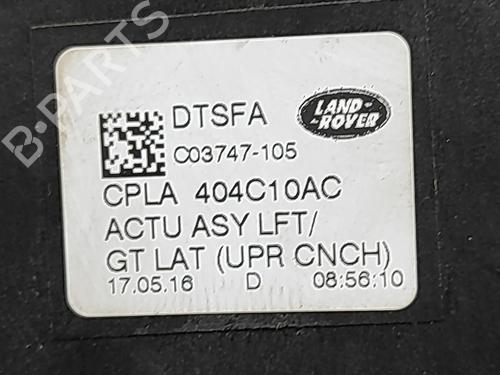 B-PARTS
DTSFA
LAND-
-ROVER
C03747-105
CPLA 404C10AC
ACTU ASY LFT/
GT LAT (UPR CNCH)
17.05.16 D 08:56:10